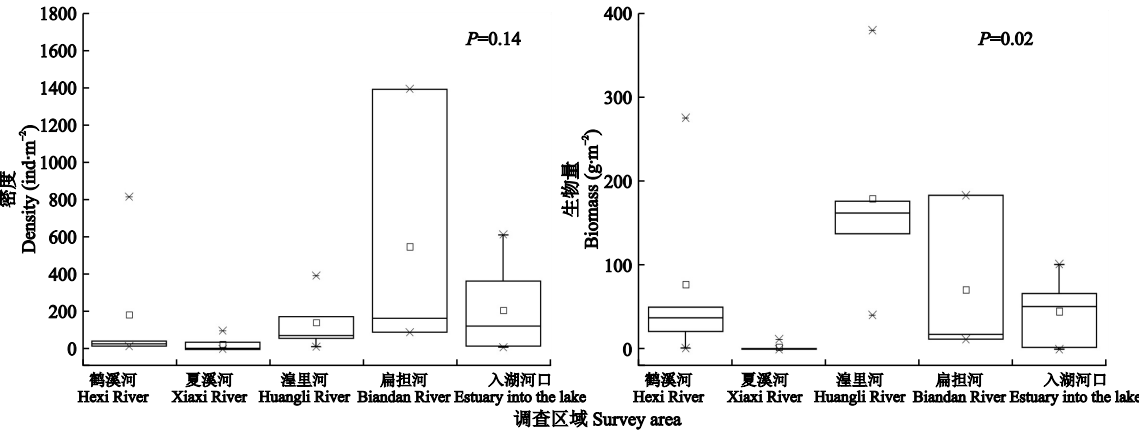 1800
1600
1400
1200
1000
800
600
400
200
0
密度
Density (ind·m⁻²)
P=0.14
鹤溪河 夏溪河 湟里河 扁担河 入湖河口
Hexi River Xiaxi River Huangli River Biandan River Estuary into the lake
400
300
200
100
0
生物量
Biomass (g·m⁻²)
P=0.02
鹤溪河 夏溪河 湟里河 扁担河 入湖河口
Hexi River Xiaxi River Huangli River Biandan River Estuary into the lake
调查区域 Survey area